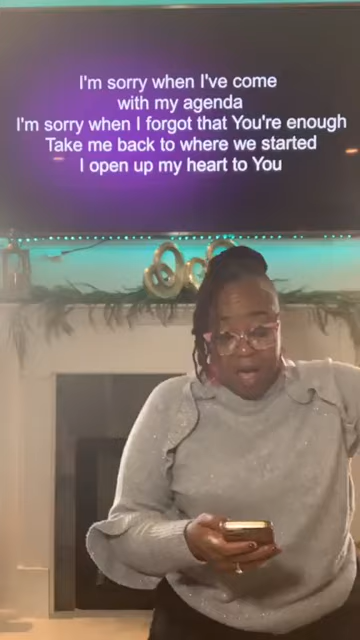 I'm sorry when I've come
with my agenda
I'm sorry when I forgot that You're enough
Take me back to where we started
I open up my heart to You